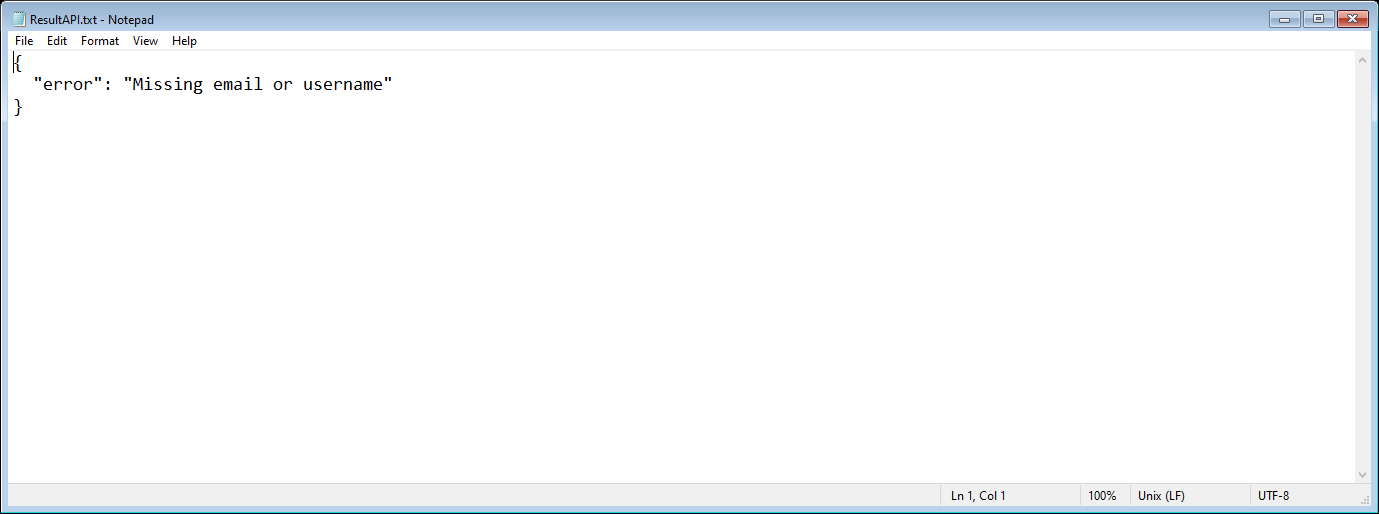 ResultAPI.txt - Notepad
File Edit Format View Help
{
  "error": "Missing email or username"
}
Ln 1, Col 1 100% Unix (LF) UTF-8